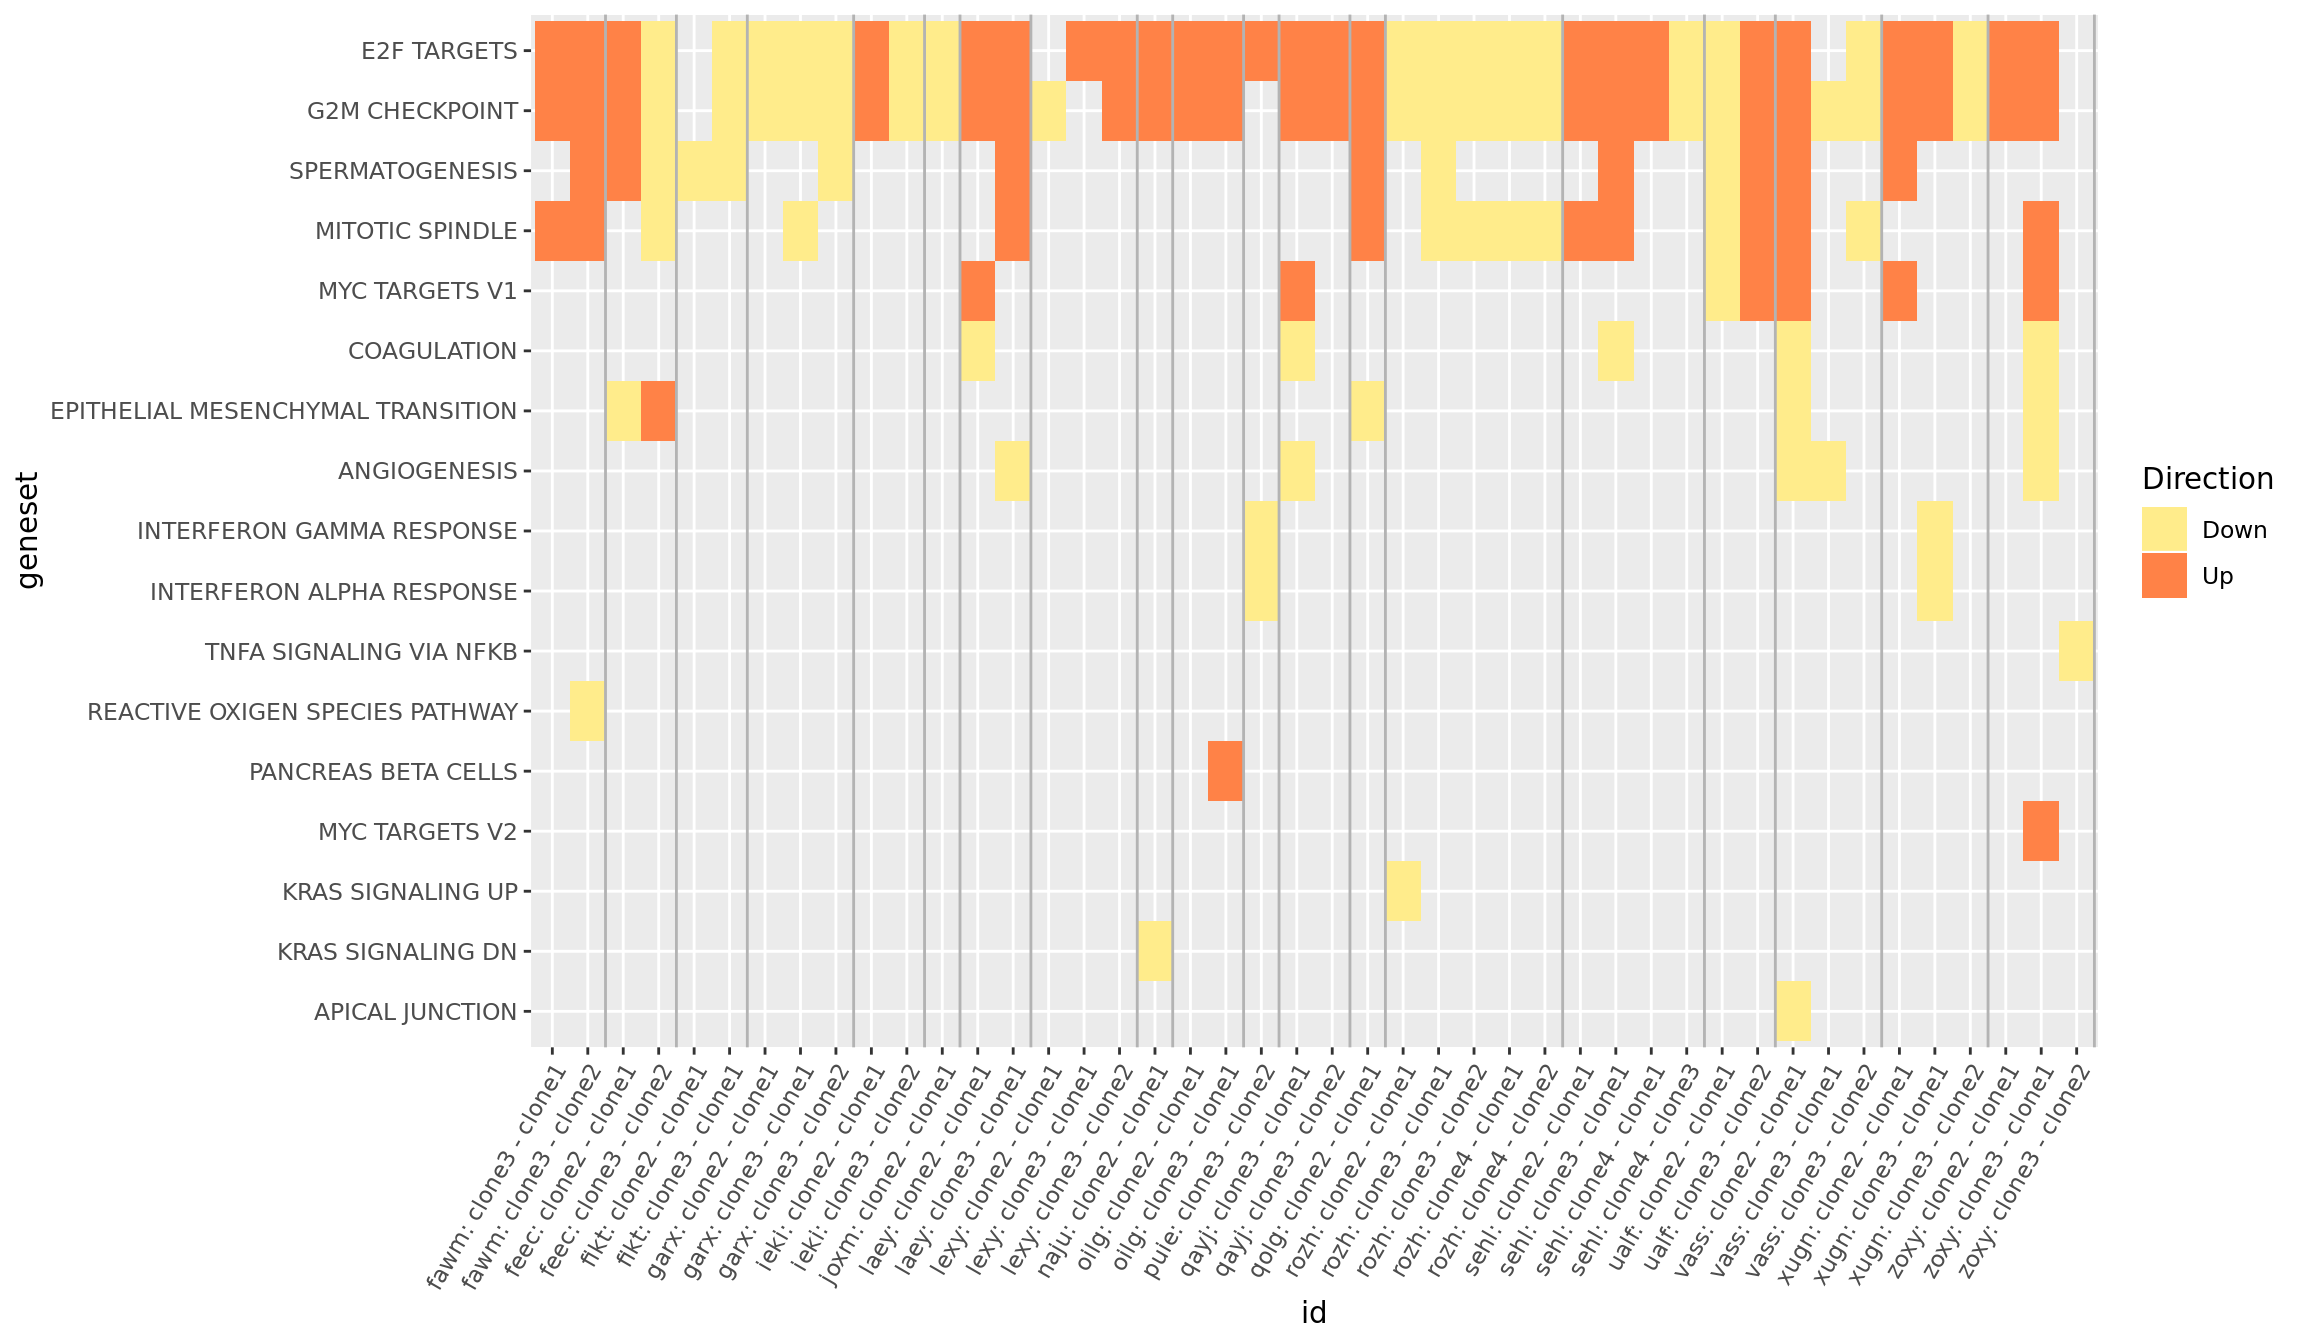 E2F TARGETS
G2M CHECKPOINT
SPERMATOGENESIS
MITOTIC SPINDLE
MYC TARGETS V1
COAGULATION
EPITHELIAL MESENCHYMAL TRANSITION
ANGIOGENESIS
INTERFERON GAMMA RESPONSE
INTERFERON ALPHA RESPONSE
TNFA SIGNALING VIA NFKB
REACTIVE OXIGEN SPECIES PATHWAY
PANCREAS BETA CELLS
MYC TARGETS V2
KRAS SIGNALING UP
KRAS SIGNALING DN
APICAL JUNCTION
geneset
fawm: clone3 - clone1
fawm: clone3 - clone2
feec: clone2 - clone1
feec: clone3 - clone2
fikt: clone2 - clone1
fikt: clone3 - clone1
garx: clone2 - clone1
garx: clone3 - clone1
garx: clone3 - clone2
ieki: clone2 - clone1
ieki: clone3 - clone2
joxm: clone2 - clone1
laey: clone2 - clone1
laey: clone3 - clone1
lexy: clone2 - clone1
lexy: clone3 - clone1
lexy: clone3 - clone2
naju: clone2 - clone1
oilg: clone2 - clone1
oilg: clone3 - clone1
puie: clone3 - clone2
qayj: clone3 - clone1
qayj: clone3 - clone2
qolg: clone2 - clone1
rozh: clone2 - clone1
rozh: clone3 - clone1
rozh: clone3 - clone2
rozh: clone4 - clone1
rozh: clone4 - clone2
sehl: clone2 - clone1
sehl: clone3 - clone1
sehl: clone4 - clone1
sehl: clone4 - clone3
ualf: clone2 - clone1
ualf: clone3 - clone2
vass: clone2 - clone1
vass: clone3 - clone1
vass: clone3 - clone2
xugn: clone2 - clone1
xugn: clone3 - clone1
xugn: clone3 - clone2
zoxy: clone2 - clone1
zoxy: clone3 - clone1
zoxy: clone3 - clone2
id
Direction
Down
Up